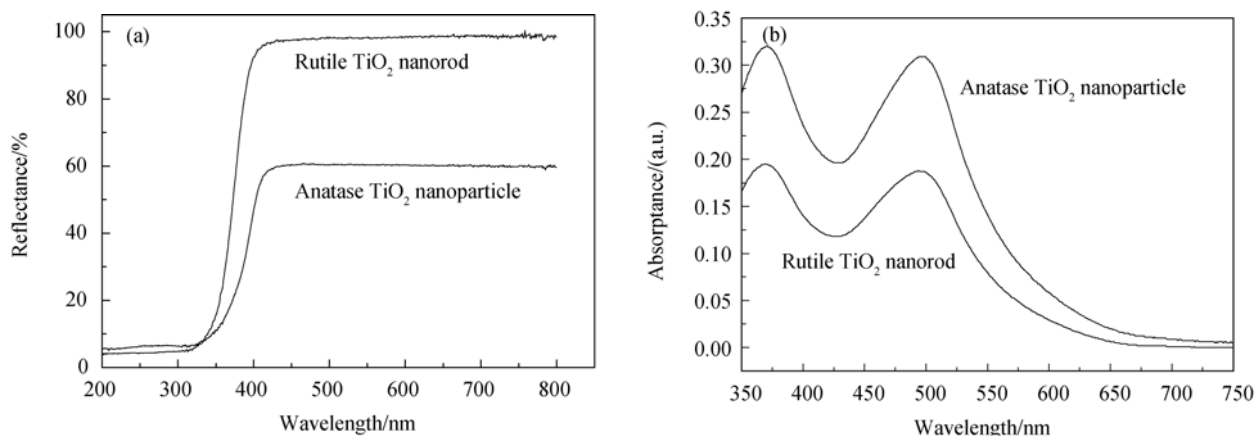 (a)
100
80
60
40
20
0
Reflectance/%
Rutile TiO₂ nanorod
Anatase TiO₂ nanoparticle
200 300 400 500 600 700 800
Wavelength/nm
(b)
0.35
0.30
0.25
0.20
0.15
0.10
0.05
0.00
Absorptance/(a.u.)
Anatase TiO₂ nanoparticle
Rutile TiO₂ nanorod
350 400 450 500 550 600 650 700 750
Wavelength/nm